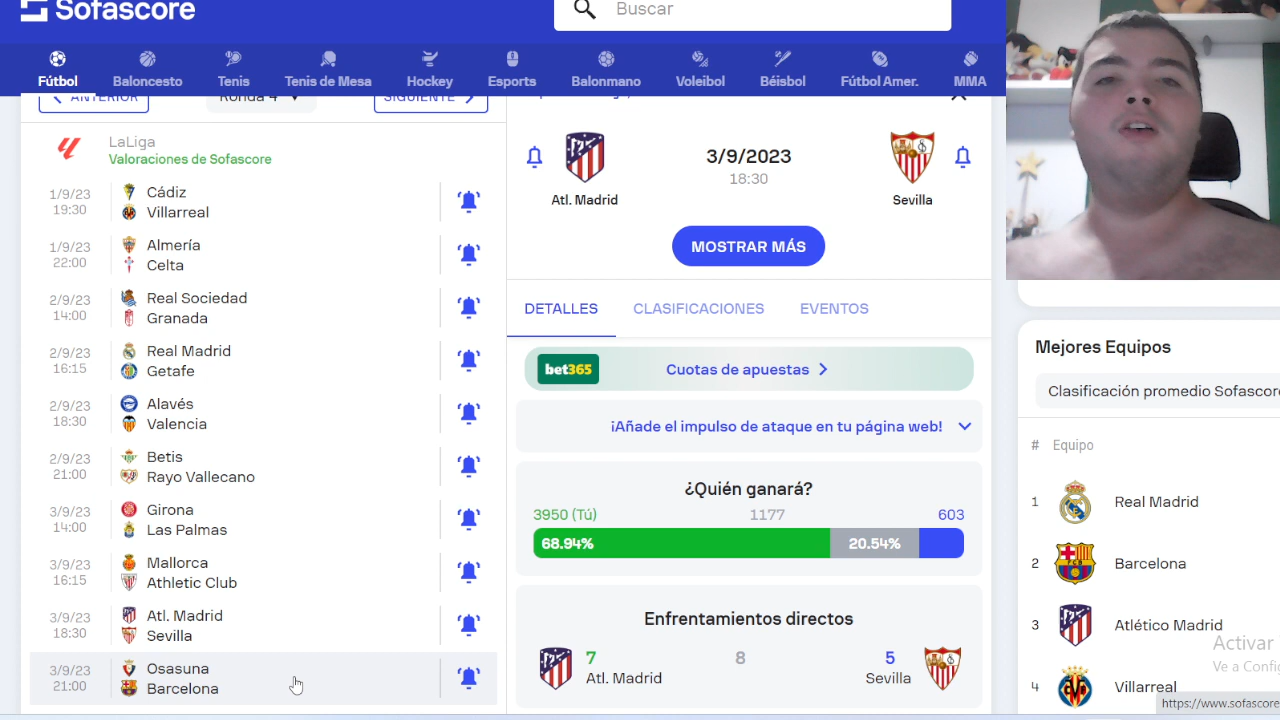 Sofascore
Buscar
Fútbol
Baloncesto
Tenis
Tenis de Mesa
Hockey
Esports
Balonmano
Voleibol
Béisbol
Fútbol Amer.
MMA
ANTERIOR
Ronda 4
SIGUIENTE
LaLiga
Valoraciones de Sofascore
1/9/23
19:30
Cádiz
Villarreal
1/9/23
22:00
Almería
Celta
2/9/23
14:00
Real Sociedad
Granada
2/9/23
16:15
Real Madrid
Getafe
2/9/23
18:30
Alavés
Valencia
2/9/23
21:00
Betis
Rayo Vallecano
3/9/23
14:00
Girona
Las Palmas
3/9/23
16:15
Mallorca
Athletic Club
3/9/23
18:30
Atl. Madrid
Sevilla
3/9/23
21:00
Osasuna
Barcelona
Atl. Madrid
3/9/2023
18:30
Sevilla
MOSTRAR MÁS
DETALLES
CLASIFICACIONES
EVENTOS
bet365
Cuotas de apuestas
¡Añade el impulso de ataque en tu página web!
¿Quién ganará?
3950 (Tú)
1177
603
68.94%
20.54%
Enfrentamientos directos
7
Atl. Madrid
8
5
Sevilla
Mejores Equipos
Clasificación promedio Sofascore
# Equipo
1 Real Madrid
2 Barcelona
3 Atlético Madrid
4 Villarreal
Activar
Ve a Config
https://www.sofascore